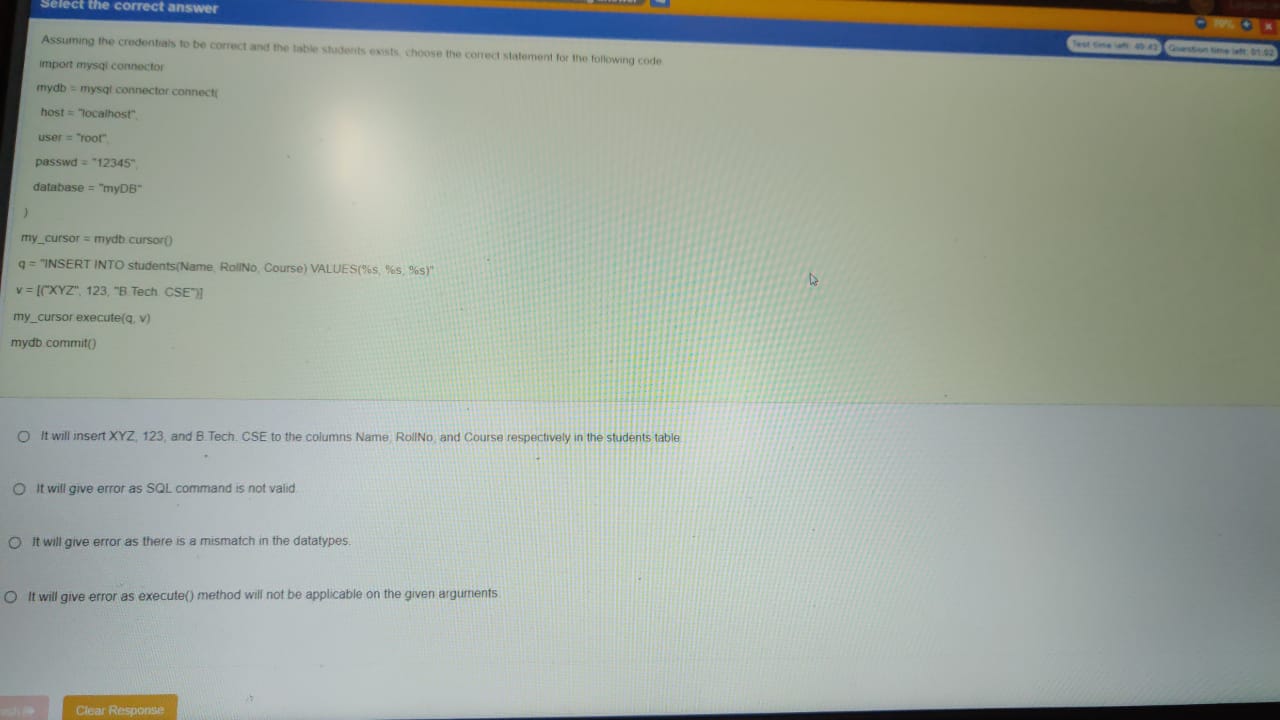 Select the correct answer
Test time left: 49:43
Question time left: 01:02
Assuming the credentials to be correct and the table students exists, choose the correct statement for the following code.
import mysql.connector
mydb = mysql.connector.connect(
host = "localhost",
user = "root",
passwd = "12345",
database = "myDB"
)
my_cursor = mydb.cursor()
q = "INSERT INTO students(Name, RollNo, Course) VALUES(%s, %s, %s)"
v = [("XYZ", 123, "B.Tech. CSE")]
my_cursor.execute(q, v)
mydb.commit()
It will insert XYZ, 123, and B.Tech. CSE to the columns Name, RollNo, and Course respectively in the students table.
It will give error as SQL command is not valid.
It will give error as there is a mismatch in the datatypes.
It will give error as execute() method will not be applicable on the given arguments.
Clear Response